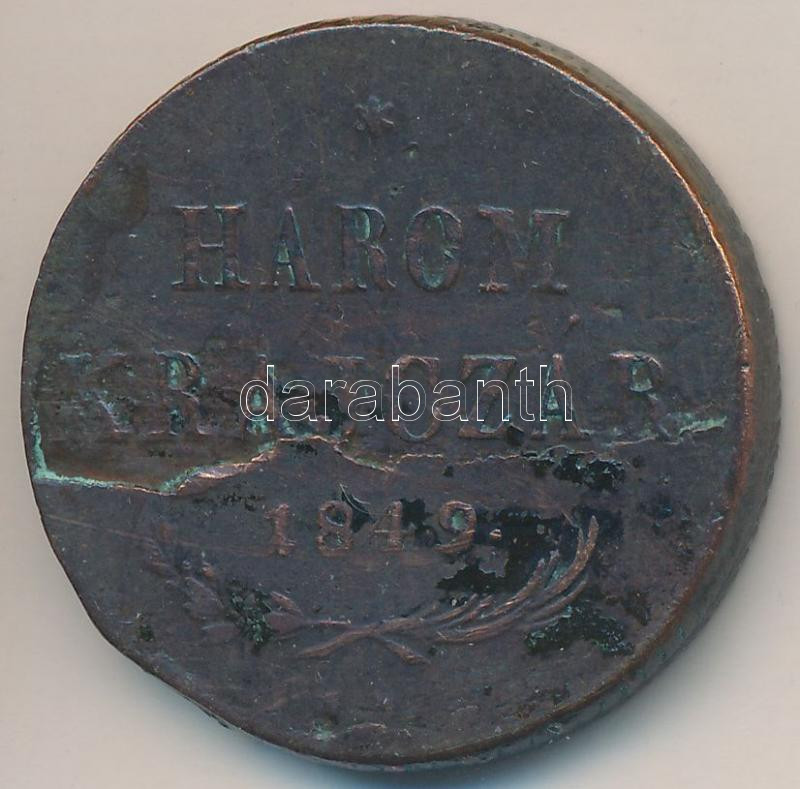 *
HAROM
KRAJCZÁR
1849.
darabanth